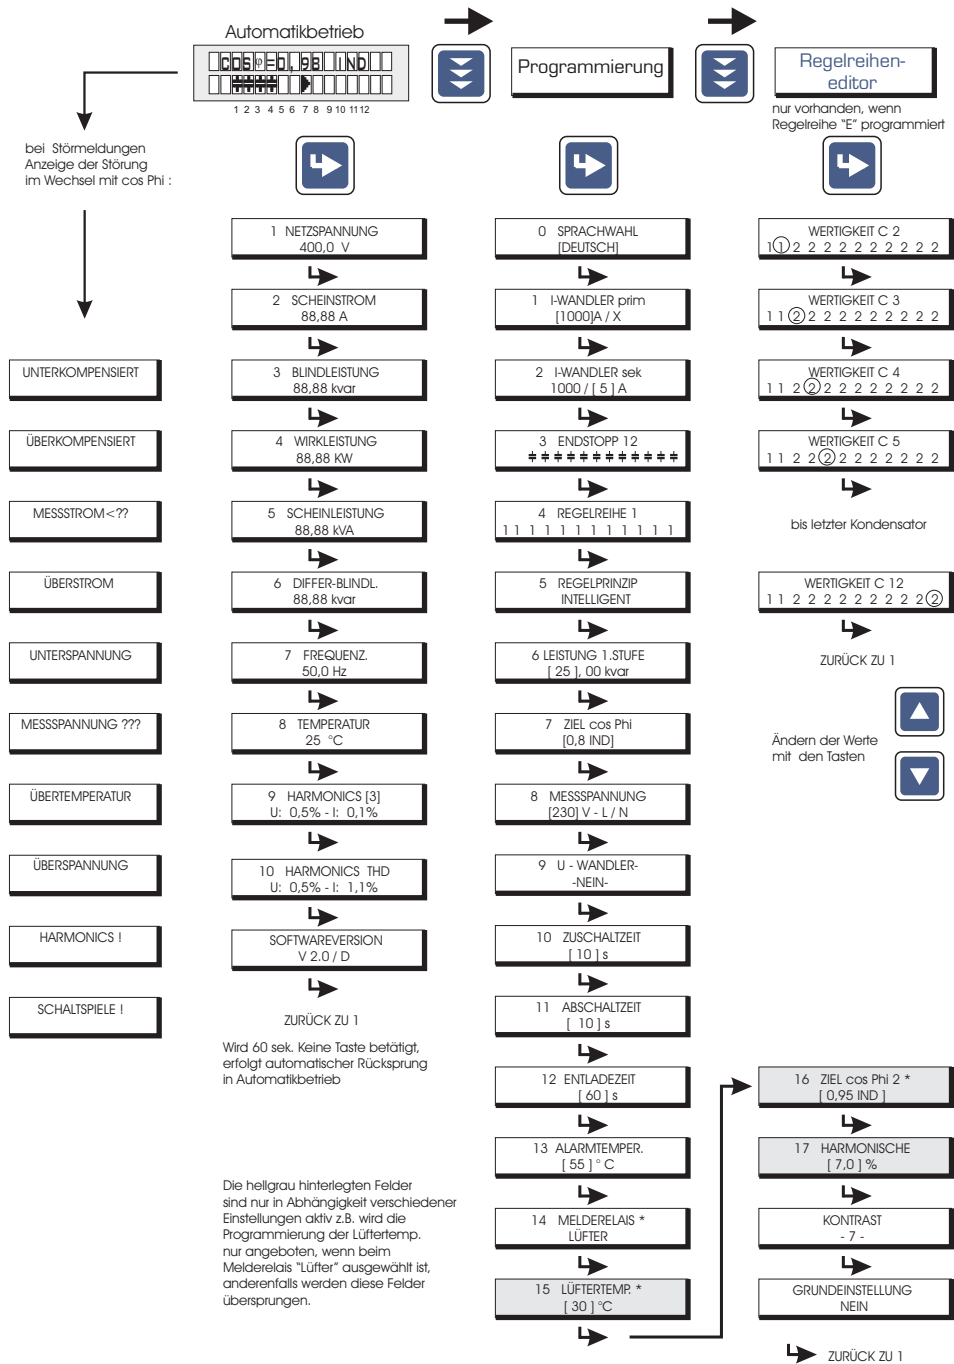 Automatikbetrieb
COS φ=0,98 IND
1 2 3 4 5 6 7 8 9 10 11 12
Programmierung
Regelreihen-
editor
nur vorhanden, wenn
Regelreihe "E" programmiert
bei Störmeldungen
Anzeige der Störung
im Wechsel mit cos Phi :
UNTERKOMPENSIERT
ÜBERKOMPENSIERT
MESSSTROM<??
ÜBERSTROM
UNTERSPANNUNG
MESSSPANNUNG ???
ÜBERTEMPERATUR
ÜBERSPANNUNG
HARMONICS !
SCHALTSPIELE !
1 NETZSPANNUNG
400,0 V
2 SCHEINSTROM
88,88 A
3 BLINDLEISTUNG
88,88 kvar
4 WIRKLEISTUNG
88,88 KW
5 SCHEINLEISTUNG
88,88 kVA
6 DIFFER-BLINDL.
88,88 kvar
7 FREQUENZ.
50,0 Hz
8 TEMPERATUR
25 °C
9 HARMONICS [3]
U: 0,5% - I: 0,1%
10 HARMONICS THD
U: 0,5% - I: 1,1%
SOFTWAREVERSION
V 2.0 / D
ZURÜCK ZU 1
Wird 60 sek. Keine Taste betätigt,
erfolgt automatischer Rücksprung
in Automatikbetrieb
Die hellgrau hinterlegten Felder
sind nur in Abhängigkeit verschiedener
Einstellungen aktiv z.B. wird die
Programmierung der Lüftertemp.
nur angeboten, wenn beim
Melderelais "Lüfter" ausgewählt ist,
anderenfalls werden diese Felder
übersprungen.
0 SPRACHWAHL
[DEUTSCH]
1 I-WANDLER prim
[1000]A / X
2 I-WANDLER sek
1000 / [ 5 ] A
3 ENDSTOPP 12
4 REGELREIHE 1
1 1 1 1 1 1 1 1 1 1 1 1
5 REGELPRINZIP
INTELLIGENT
6 LEISTUNG 1.STUFE
[ 25 ], 00 kvar
7 ZIEL cos Phi
[0,8 IND]
8 MESSSPANNUNG
[230] V - L / N
9 U - WANDLER-
-NEIN-
10 ZUSCHALTZEIT
[ 10 ] s
11 ABSCHALTZEIT
[ 10 ] s
12 ENTLADEZEIT
[ 60 ] s
13 ALARMTEMPER.
[ 55 ] ° C
14 MELDERELAIS *
LÜFTER
15 LÜFTERTEMP. *
[ 30 ] °C
WERTIGKEIT C 2
1 1 2 2 2 2 2 2 2 2 2 2
WERTIGKEIT C 3
1 1 2 2 2 2 2 2 2 2 2 2
WERTIGKEIT C 4
1 1 2 2 2 2 2 2 2 2 2 2
WERTIGKEIT C 5
1 1 2 2 2 2 2 2 2 2 2 2
bis letzter Kondensator
WERTIGKEIT C 12
1 1 2 2 2 2 2 2 2 2 2 2
ZURÜCK ZU 1
Ändern der Werte
mit den Tasten
16 ZIEL cos Phi 2 *
[ 0,95 IND ]
17 HARMONISCHE
[ 7,0 ] %
KONTRAST
- 7 -
GRUNDEINSTELLUNG
NEIN
ZURÜCK ZU 1